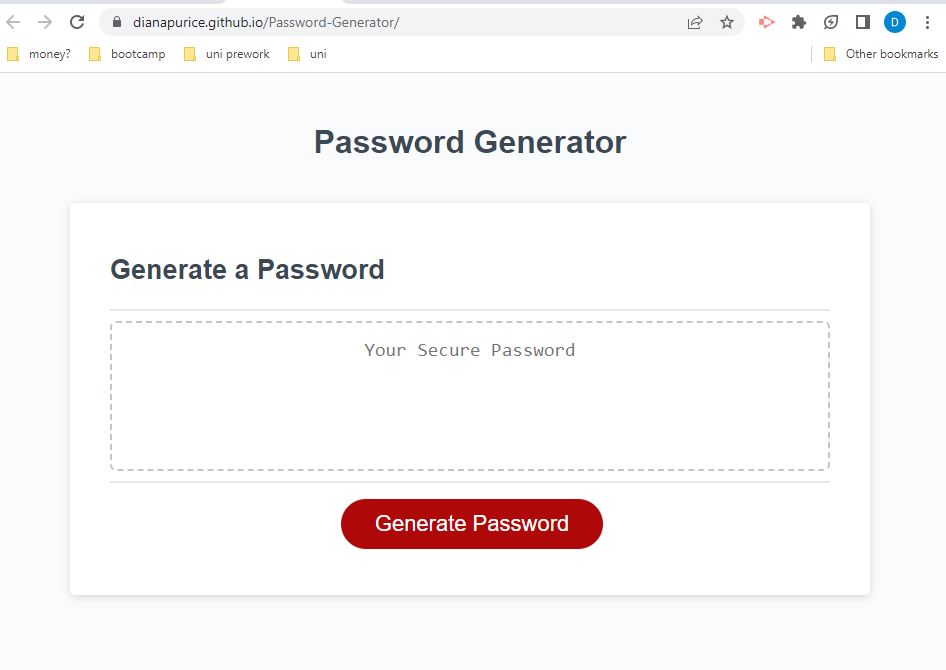 dianapurice.github.io/Password-Generator/
D
money? bootcamp uni prework uni Other bookmarks
Password Generator
Generate a Password
Your Secure Password
Generate Password